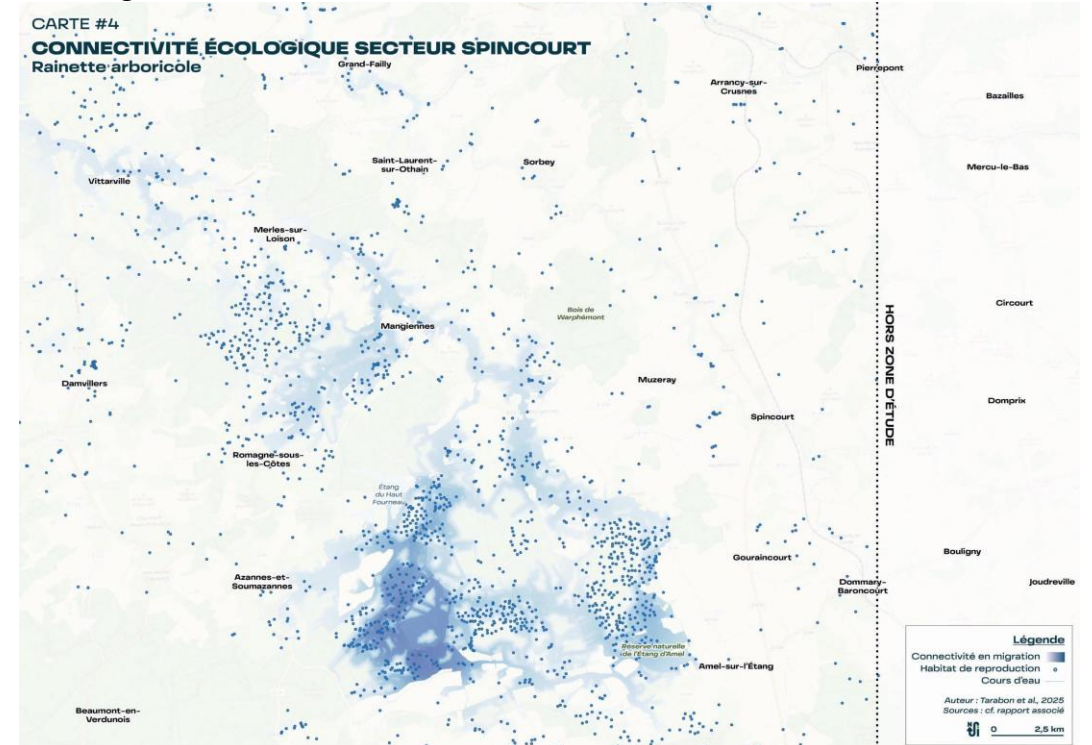 CARTE #4
CONNECTIVITÉ ÉCOLOGIQUE SECTEUR SPINCOURT
Rainette arboricole
Grand-Failly
Pierrepont
Arrancy-sur-
Crusnes
Bazailles
Saint-Laurent-
sur-Othain
Sorbey
Mercu-le-Bas
Vittarville
Merles-sur-
Loison
Circourt
Bois de
Warphémont
Mangiennes
HORS ZONE D'ÉTUDE
Damvillers
Muzeray
Domprix
Spincourt
Romagne-sous-
les-Côtes
Étang
du Haut
Fourneau
Gouraincourt
Bouligny
Azannes-et-
Soumazannes
Dommary-
Baroncourt
Joudreville
Réserve naturelle
de l'Étang d'Amel
Amel-sur-l'Étang
Beaumont-en-
Verdunois
Légende
Connectivité en migration
Habitat de reproduction
Cours d'eau
Auteur : Tarabon et al., 2025
Sources : cf. rapport associé
0 2,5 km